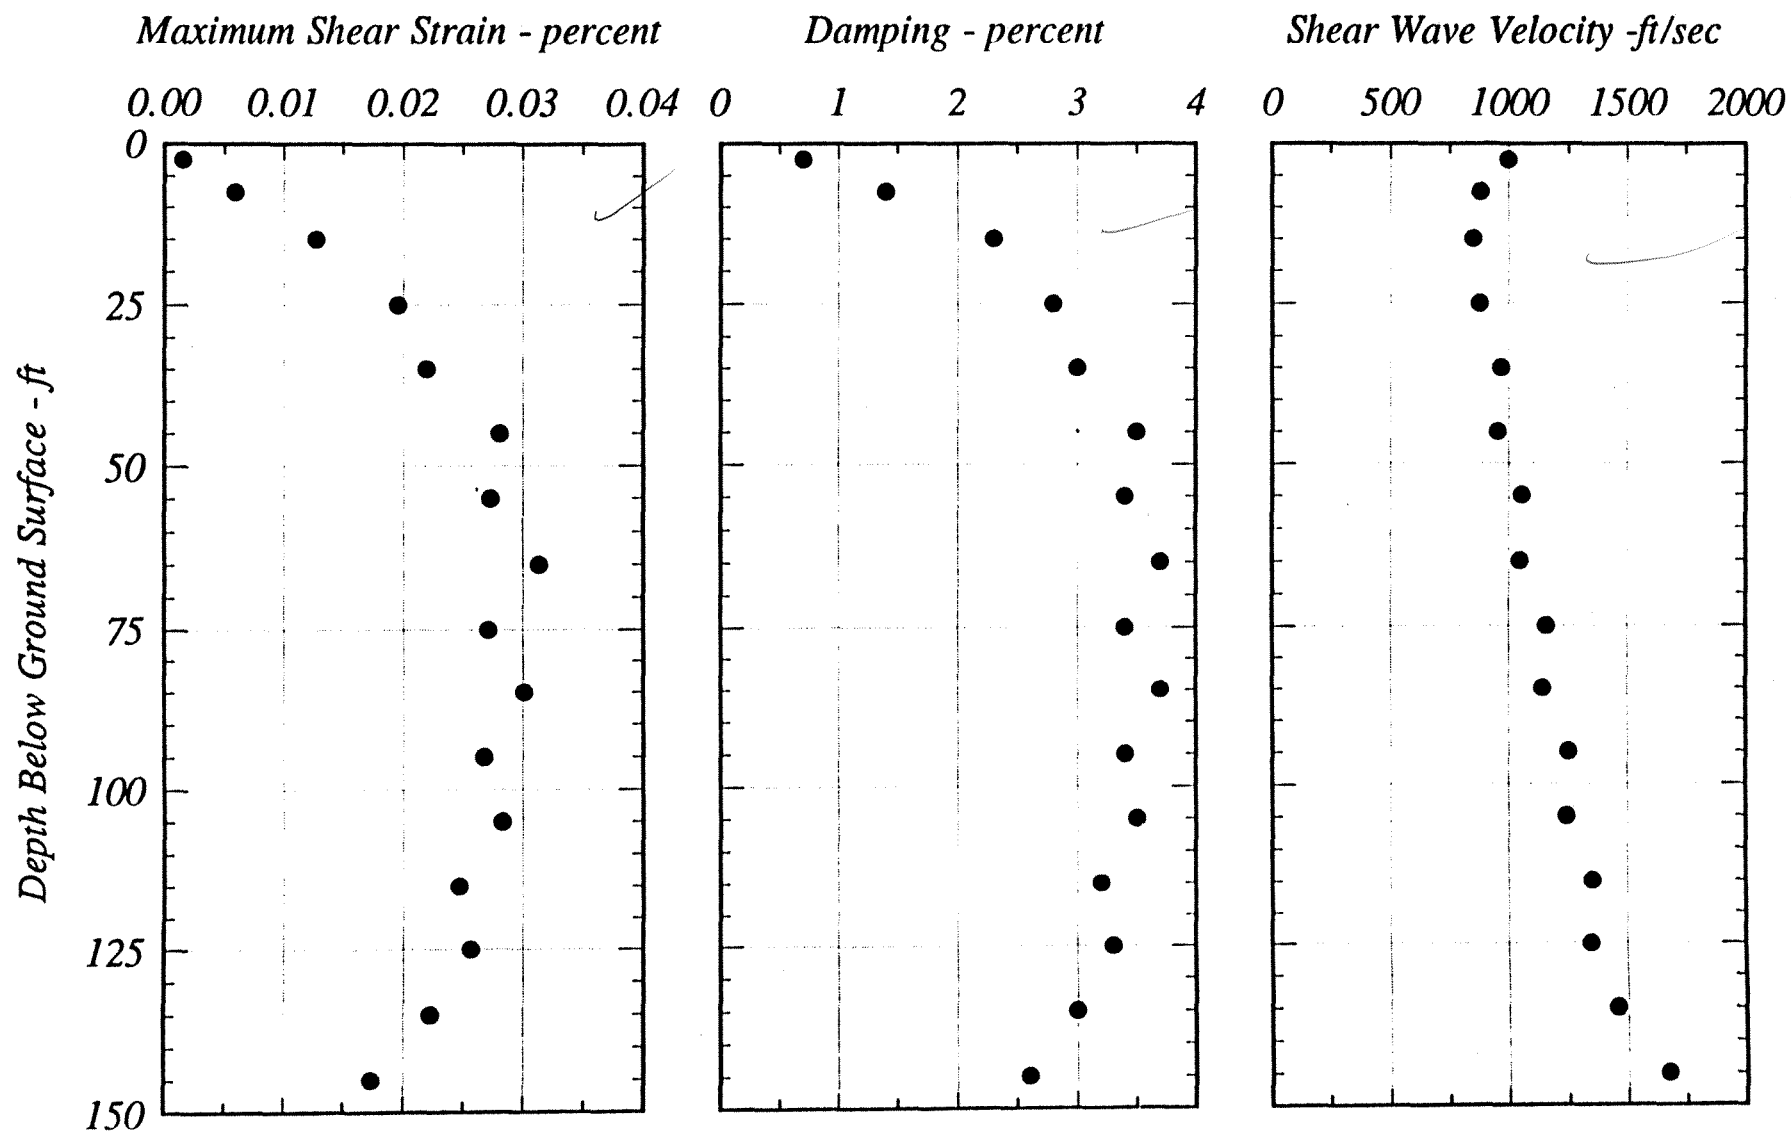 Maximum Shear Strain - percent
Damping - percent
Shear Wave Velocity -ft/sec
0.00 0.01 0.02 0.03 0.04
0 1 2 3 4
0 500 1000 1500 2000
0
25
50
75
100
125
150
Depth Below Ground Surface - ft